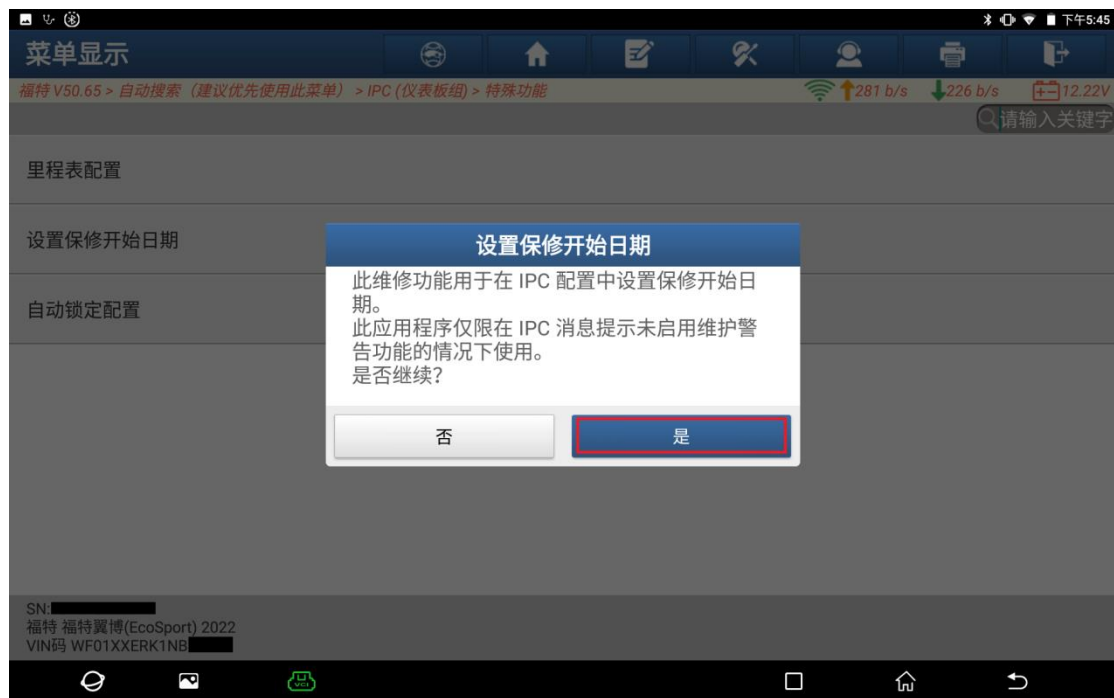 下午5:45
菜单显示
福特 V50.65 > 自动搜索（建议优先使用此菜单） > IPC (仪表板组) > 特殊功能
281 b/s
226 b/s
12.22V
请输入关键字
里程表配置
设置保修开始日期
自动锁定配置
设置保修开始日期
此维修功能用于在 IPC 配置中设置保修开始日
期。
此应用程序仅限在 IPC 消息提示未启用维护警
告功能的情况下使用。
是否继续？
否
是
SN:
福特 福特翼博(EcoSport) 2022
VIN码 WF01XXERK1NB
VCI